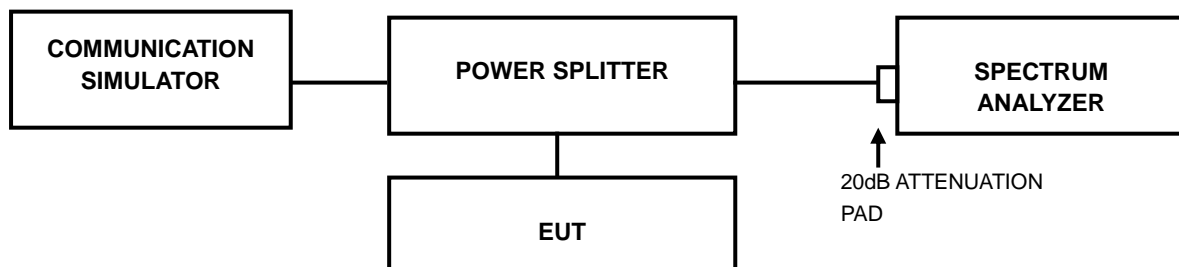 COMMUNICATION
SIMULATOR
POWER SPLITTER
SPECTRUM
ANALYZER
20dB ATTENUATION
PAD
EUT